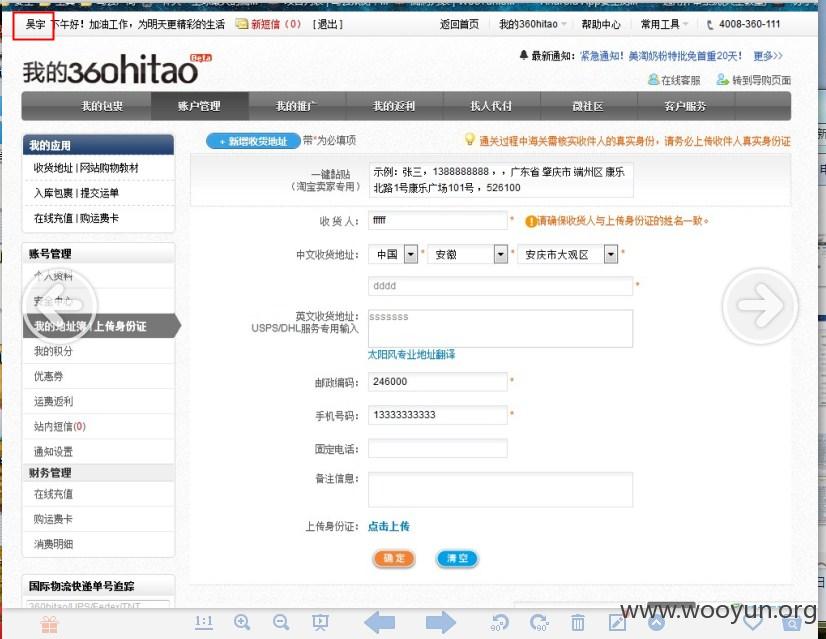 吴宇 下午好！加油工作，为明天更精彩的生活 新短信（0） [退出] 返回首页 我的360hitao 帮助中心 常用工具 4008-360-111
我的360hitao Beta
最新通知: 紧急通知！美淘奶粉特批免首重20天！ 更多>>
在线客服 转到导购页面
我的包裹 账户管理 我的推广 我的返利 找人代付 微社区 客户服务
我的应用
收货地址 | 网站购物教材
入库包裹 | 提交运单
在线充值 | 购运费卡
账号管理
个人资料
安全中心
我的地址簿 | 上传身份证
我的积分
优惠券
运费返利
站内短信(0)
通知设置
财务管理
在线充值
购运费卡
消费明细
国际物流快递单号追踪
360hitao/UPS/Fedex/TNT
+ 新增收货地址 带*为必填项 通关过程中海关需核实收件人的真实身份，请务必上传收件人真实身份证
一键黏贴
（淘宝卖家专用）
示例：张三，1388888888，，广东省 肇庆市 端州区 康乐
北路1号康乐广场101号，526100
收 货 人： fffff * 请确保收货人与上传身份证的姓名一致。
中文收货地址： 中国 * 安徽 * 安庆市大观区 *
dddd *
英文收货地址：
USPS/DHL服务专用输入
sssssss
太阳风专业地址翻译
邮政编码： 246000 *
手机号码： 13333333333 *
固定电话：
备注信息：
上传身份证： 点击上传
确 定 清 空
1:1
90 90
www.wooyun.org